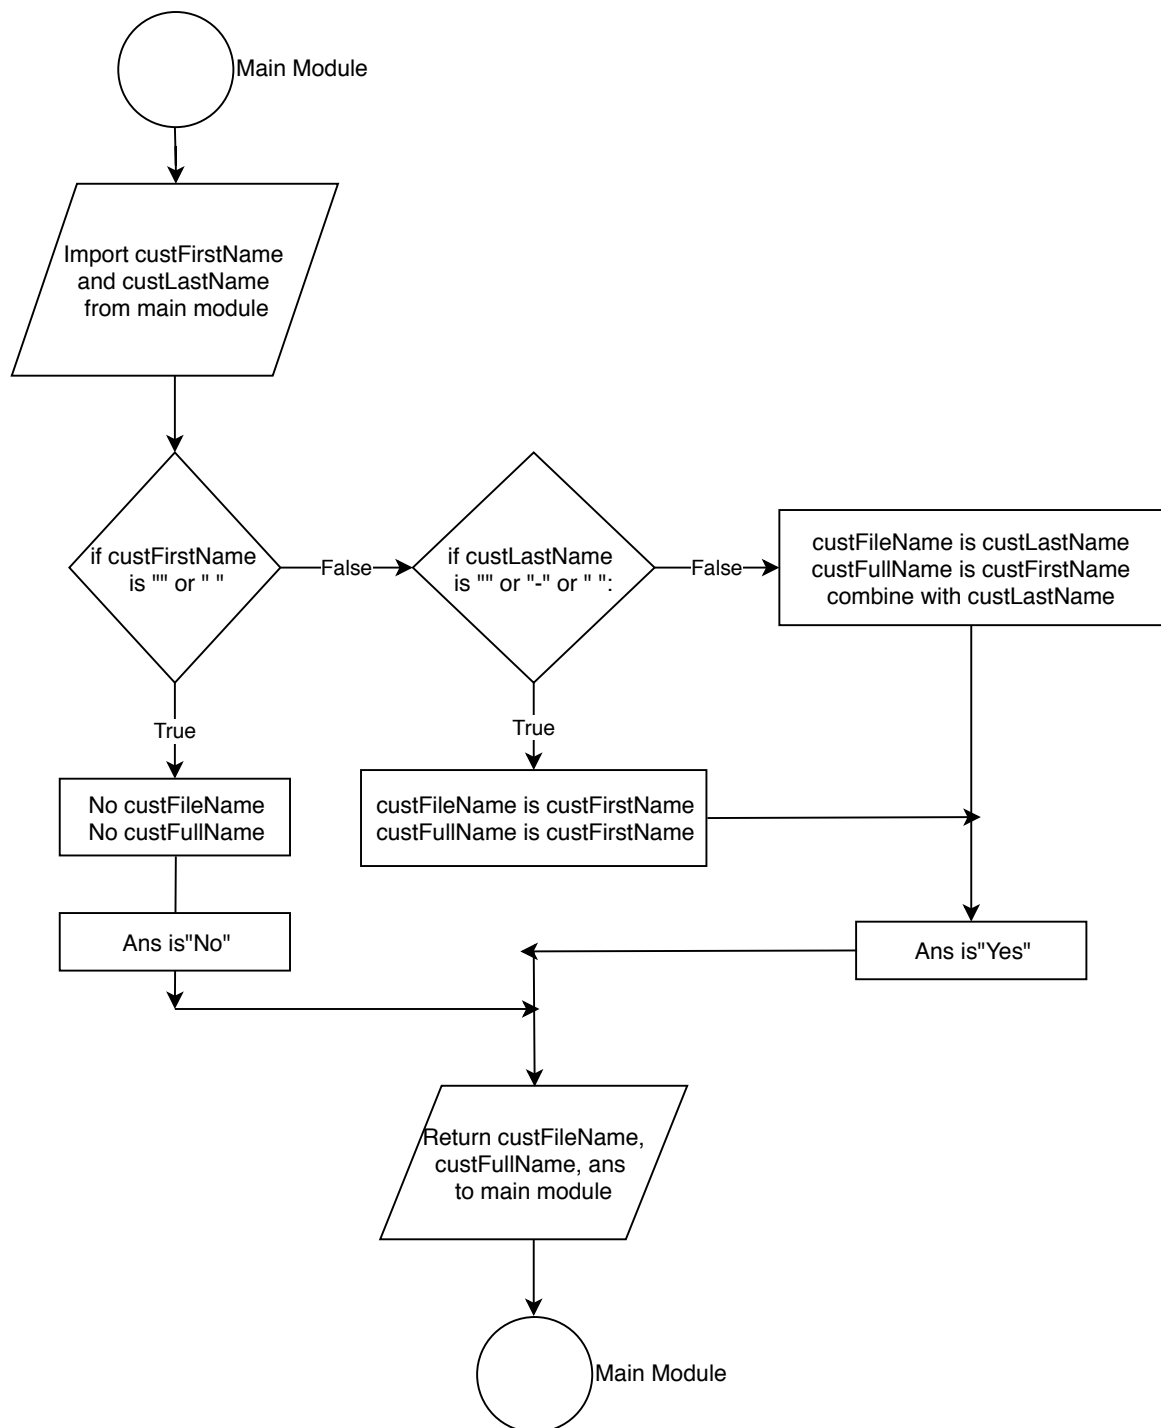 Main Module
Import custFirstName
and custLastName
from main module
if custFirstName
is "" or " "
False
if custLastName
is "" or "-" or " ":
False
custFileName is custLastName
custFullName is custFirstName
combine with custLastName
True
True
No custFileName
No custFullName
custFileName is custFirstName
custFullName is custFirstName
Ans is"No"
Ans is"Yes"
Return custFileName,
custFullName, ans
to main module
Main Module